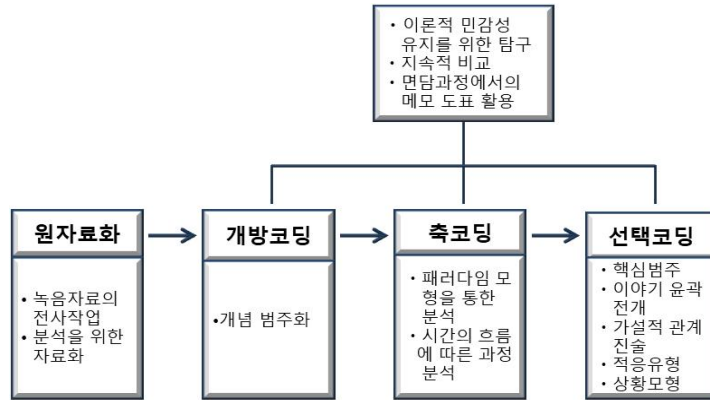 • 이론적 민감성
유지를 위한 탐구
• 지속적 비교
• 면담과정에서의
메모 도표 활용
원자료화
• 녹음자료의
전사작업
• 분석을 위한
자료화
개방코딩
•개념 범주화
축코딩
• 패러다임 모
형을 통한
분석
• 시간의 흐름
에 따른 과정
분석
선택코딩
• 핵심범주
• 이야기 윤곽
전개
• 가설적 관계
진술
• 적응유형
• 상황모형